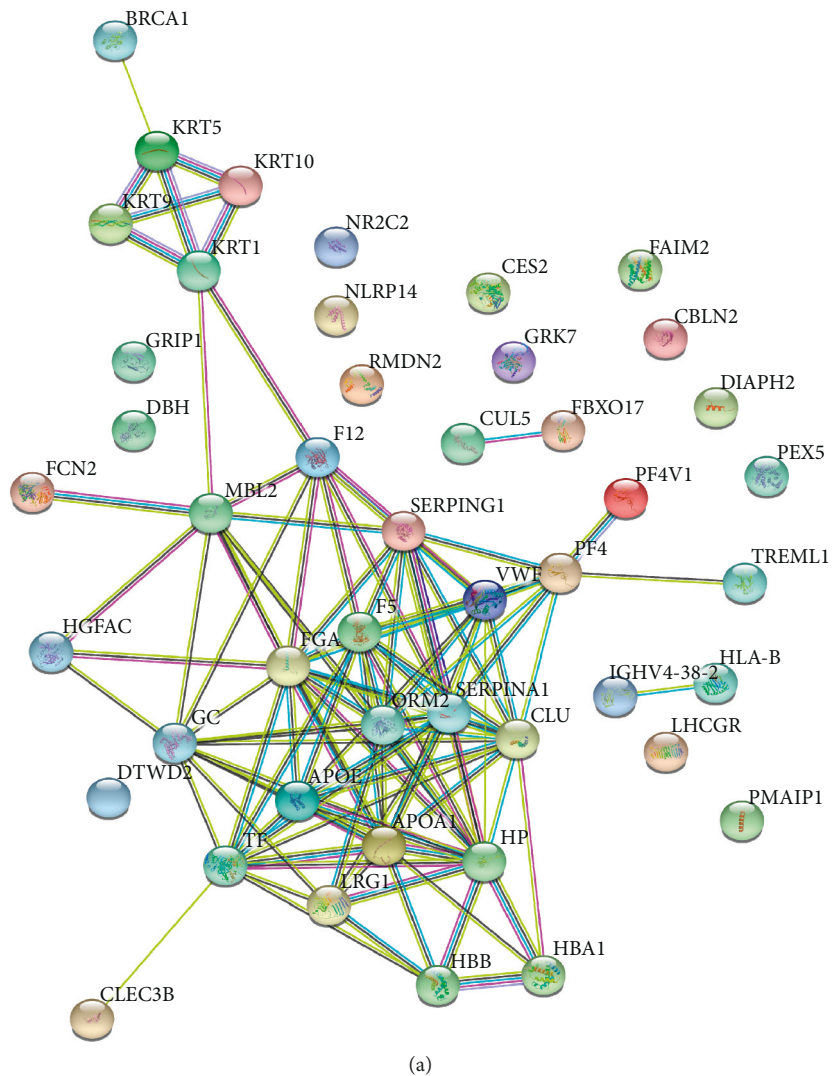 BRCA1
KRT5
KRT10
KRT9
KRT1
NR2C2
FAIM2
CES2
NLRP14
CBLN2
GRIP1
GRK7
RMDN2
DIAPH2
DBH
CUL5
FBXO17
F12
PEX5
FCN2
MBL2
PF4V1
SERPING1
PF4
TREML1
VWF
F5
HGFAC
FGA
HLA-B
IGHV4-38-2
ORM2
SERPINA1
GC
CLU
LHCGR
DTWD2
APOE
PMAIP1
APOA1
TF
HP
LRG1
HBA1
HBB
CLEC3B
(a)